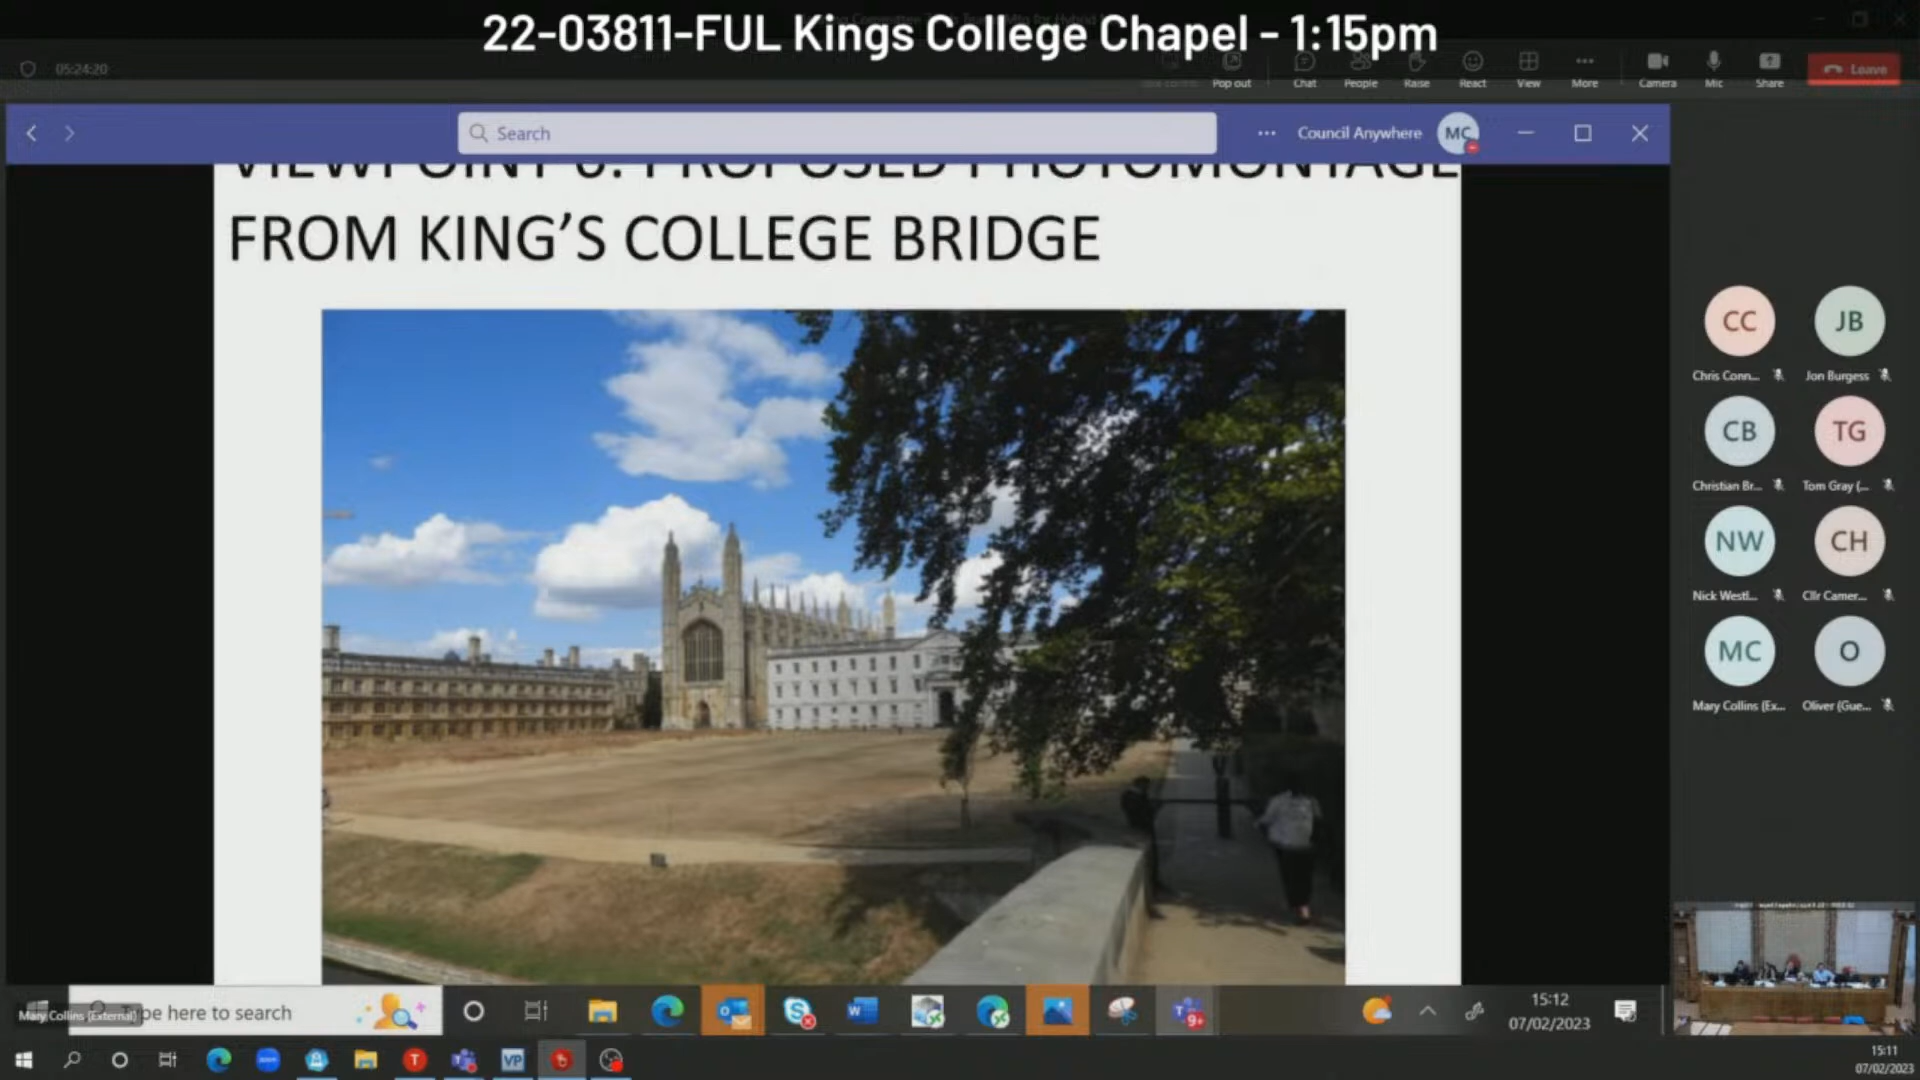 22-03811-FUL Kings College Chapel - 1:15pm
05:24:20
Pop out
Chat
People
Raise
React
View
More
Camera
Mic
Share
Leave
Search
Council Anywhere
MC
VIEWPOINT 6: PROPOSED PHOTOMONTAGE
FROM KING'S COLLEGE BRIDGE
CC
JB
Chris Conn...
Jon Burgess
CB
TG
Christian Br...
Tom Gray (...
NW
CH
Nick Westl...
Cllr Camer...
MC
O
Mary Collins (Ex...
Oliver (Gue...
Mary Collins (External)
Type here to search
9+
15:12
07/02/2023
VP
15:11
07/02/2023